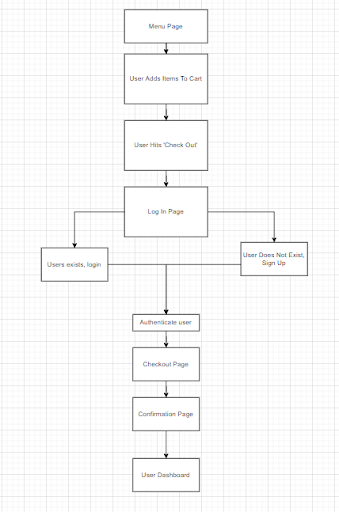 Menu Page
User Adds Items To Cart
User Hits 'Check Out'
Log In Page
Users exists, login
User Does Not Exist,
Sign Up
Authenticate user
Checkout Page
Confirmation Page
User Dashboard